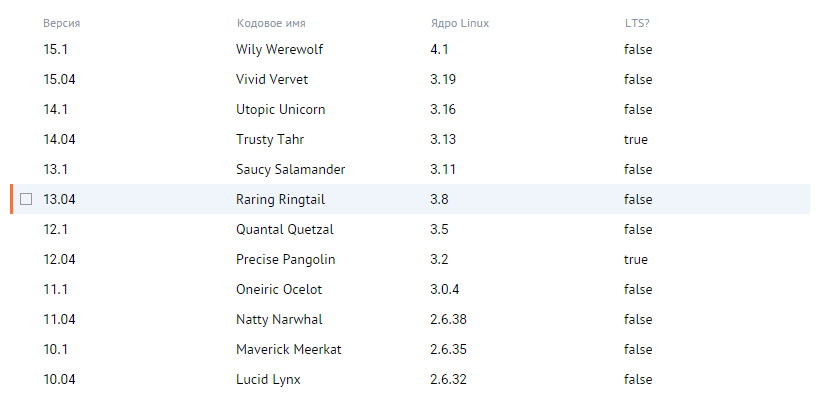 Версия Кодовое имя Ядро Linux LTS?
15.1 Wily Werewolf 4.1 false
15.04 Vivid Vervet 3.19 false
14.1 Utopic Unicorn 3.16 false
14.04 Trusty Tahr 3.13 true
13.1 Saucy Salamander 3.11 false
13.04 Raring Ringtail 3.8 false
12.1 Quantal Quetzal 3.5 false
12.04 Precise Pangolin 3.2 true
11.1 Oneiric Ocelot 3.0.4 false
11.04 Natty Narwhal 2.6.38 false
10.1 Maverick Meerkat 2.6.35 false
10.04 Lucid Lynx 2.6.32 false